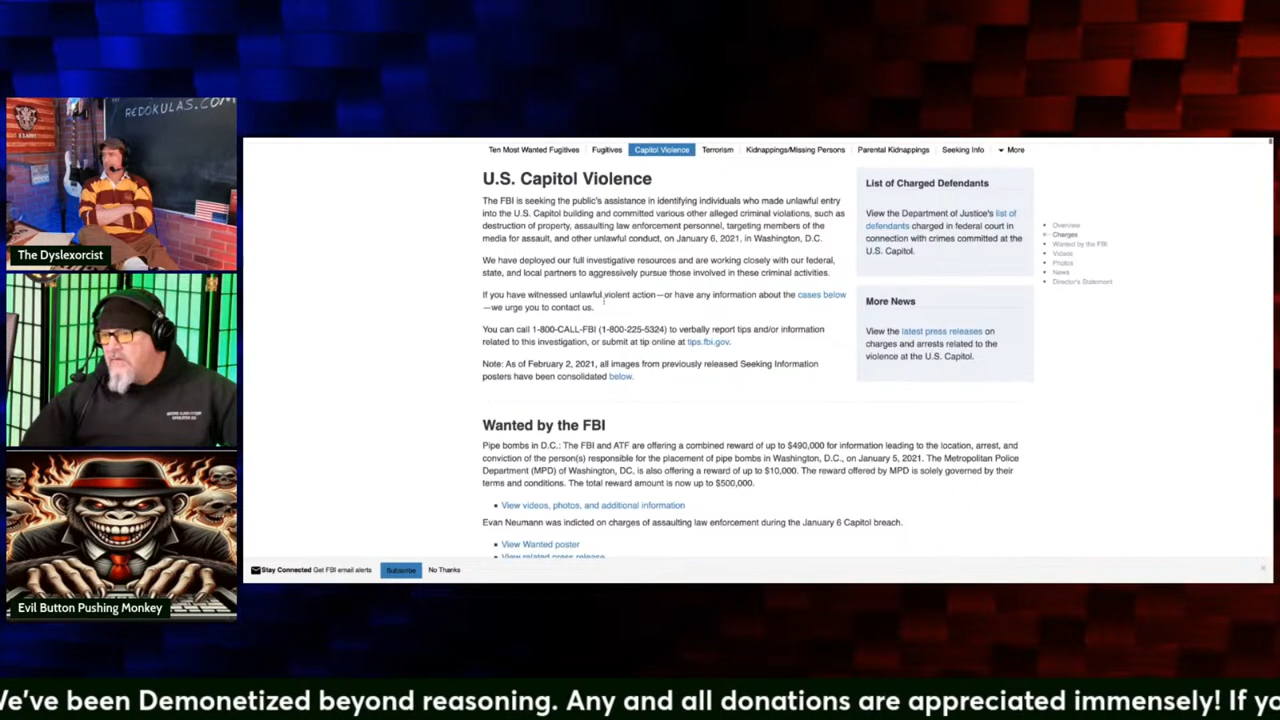 REDOKULAS.COM
U.S. ARMY
The Dyslexorcist
Evil Button Pushing Monkey
Ten Most Wanted Fugitives
Fugitives
Capitol Violence
Terrorism
Kidnappings/Missing Persons
Parental Kidnappings
Seeking Info
More
U.S. Capitol Violence
The FBI is seeking the public's assistance in identifying individuals who made unlawful entry
into the U.S. Capitol building and committed various other alleged criminal violations, such as
destruction of property, assaulting law enforcement personnel, targeting members of the
media for assault, and other unlawful conduct, on January 6, 2021, in Washington, D.C.
We have deployed our full investigative resources and are working closely with our federal,
state, and local partners to aggressively pursue those involved in these criminal activities.
If you have witnessed unlawful violent action—or have any information about the cases below
—we urge you to contact us.
You can call 1-800-CALL-FBI (1-800-225-5324) to verbally report tips and/or information
related to this investigation, or submit at tip online at tips.fbi.gov.
Note: As of February 2, 2021, all images from previously released Seeking Information
posters have been consolidated below.
List of Charged Defendants
View the Department of Justice's list of
defendants charged in federal court in
connection with crimes committed at the
U.S. Capitol.
More News
View the latest press releases on
charges and arrests related to the
violence at the U.S. Capitol.
Overview
Charges
Wanted by the FBI
Videos
Photos
News
Director's Statement
Wanted by the FBI
Pipe bombs in D.C.: The FBI and ATF are offering a combined reward of up to $490,000 for information leading to the location, arrest, and
conviction of the person(s) responsible for the placement of pipe bombs in Washington, D.C., on January 5, 2021. The Metropolitan Police
Department (MPD) of Washington, DC, is also offering a reward of up to $10,000. The reward offered by MPD is solely governed by their
terms and conditions. The total reward amount is now up to $500,000.
View videos, photos, and additional information
Evan Neumann was indicted on charges of assaulting law enforcement during the January 6 Capitol breach.
View Wanted poster
View related press release
Stay Connected Get FBI email alerts
Subscribe
No Thanks
We've been Demonetized beyond reasoning. Any and all donations are appreciated immensely! If yo